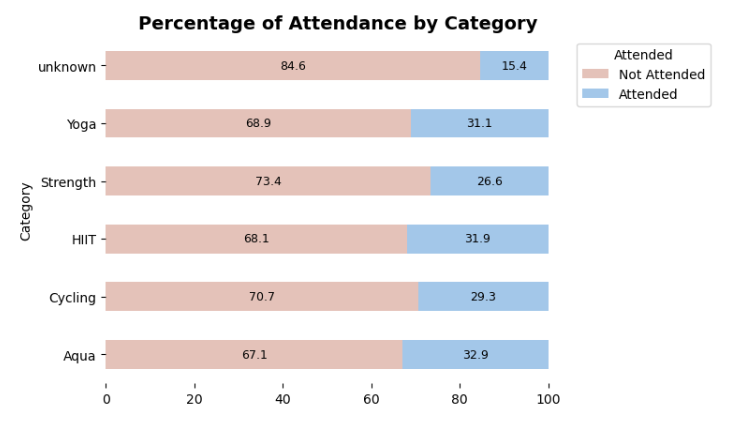 Percentage of Attendance by Category
Attended
Not Attended
Attended
Category
unknown 84.6 15.4
Yoga 68.9 31.1
Strength 73.4 26.6
HIIT 68.1 31.9
Cycling 70.7 29.3
Aqua 67.1 32.9
0 20 40 60 80 100